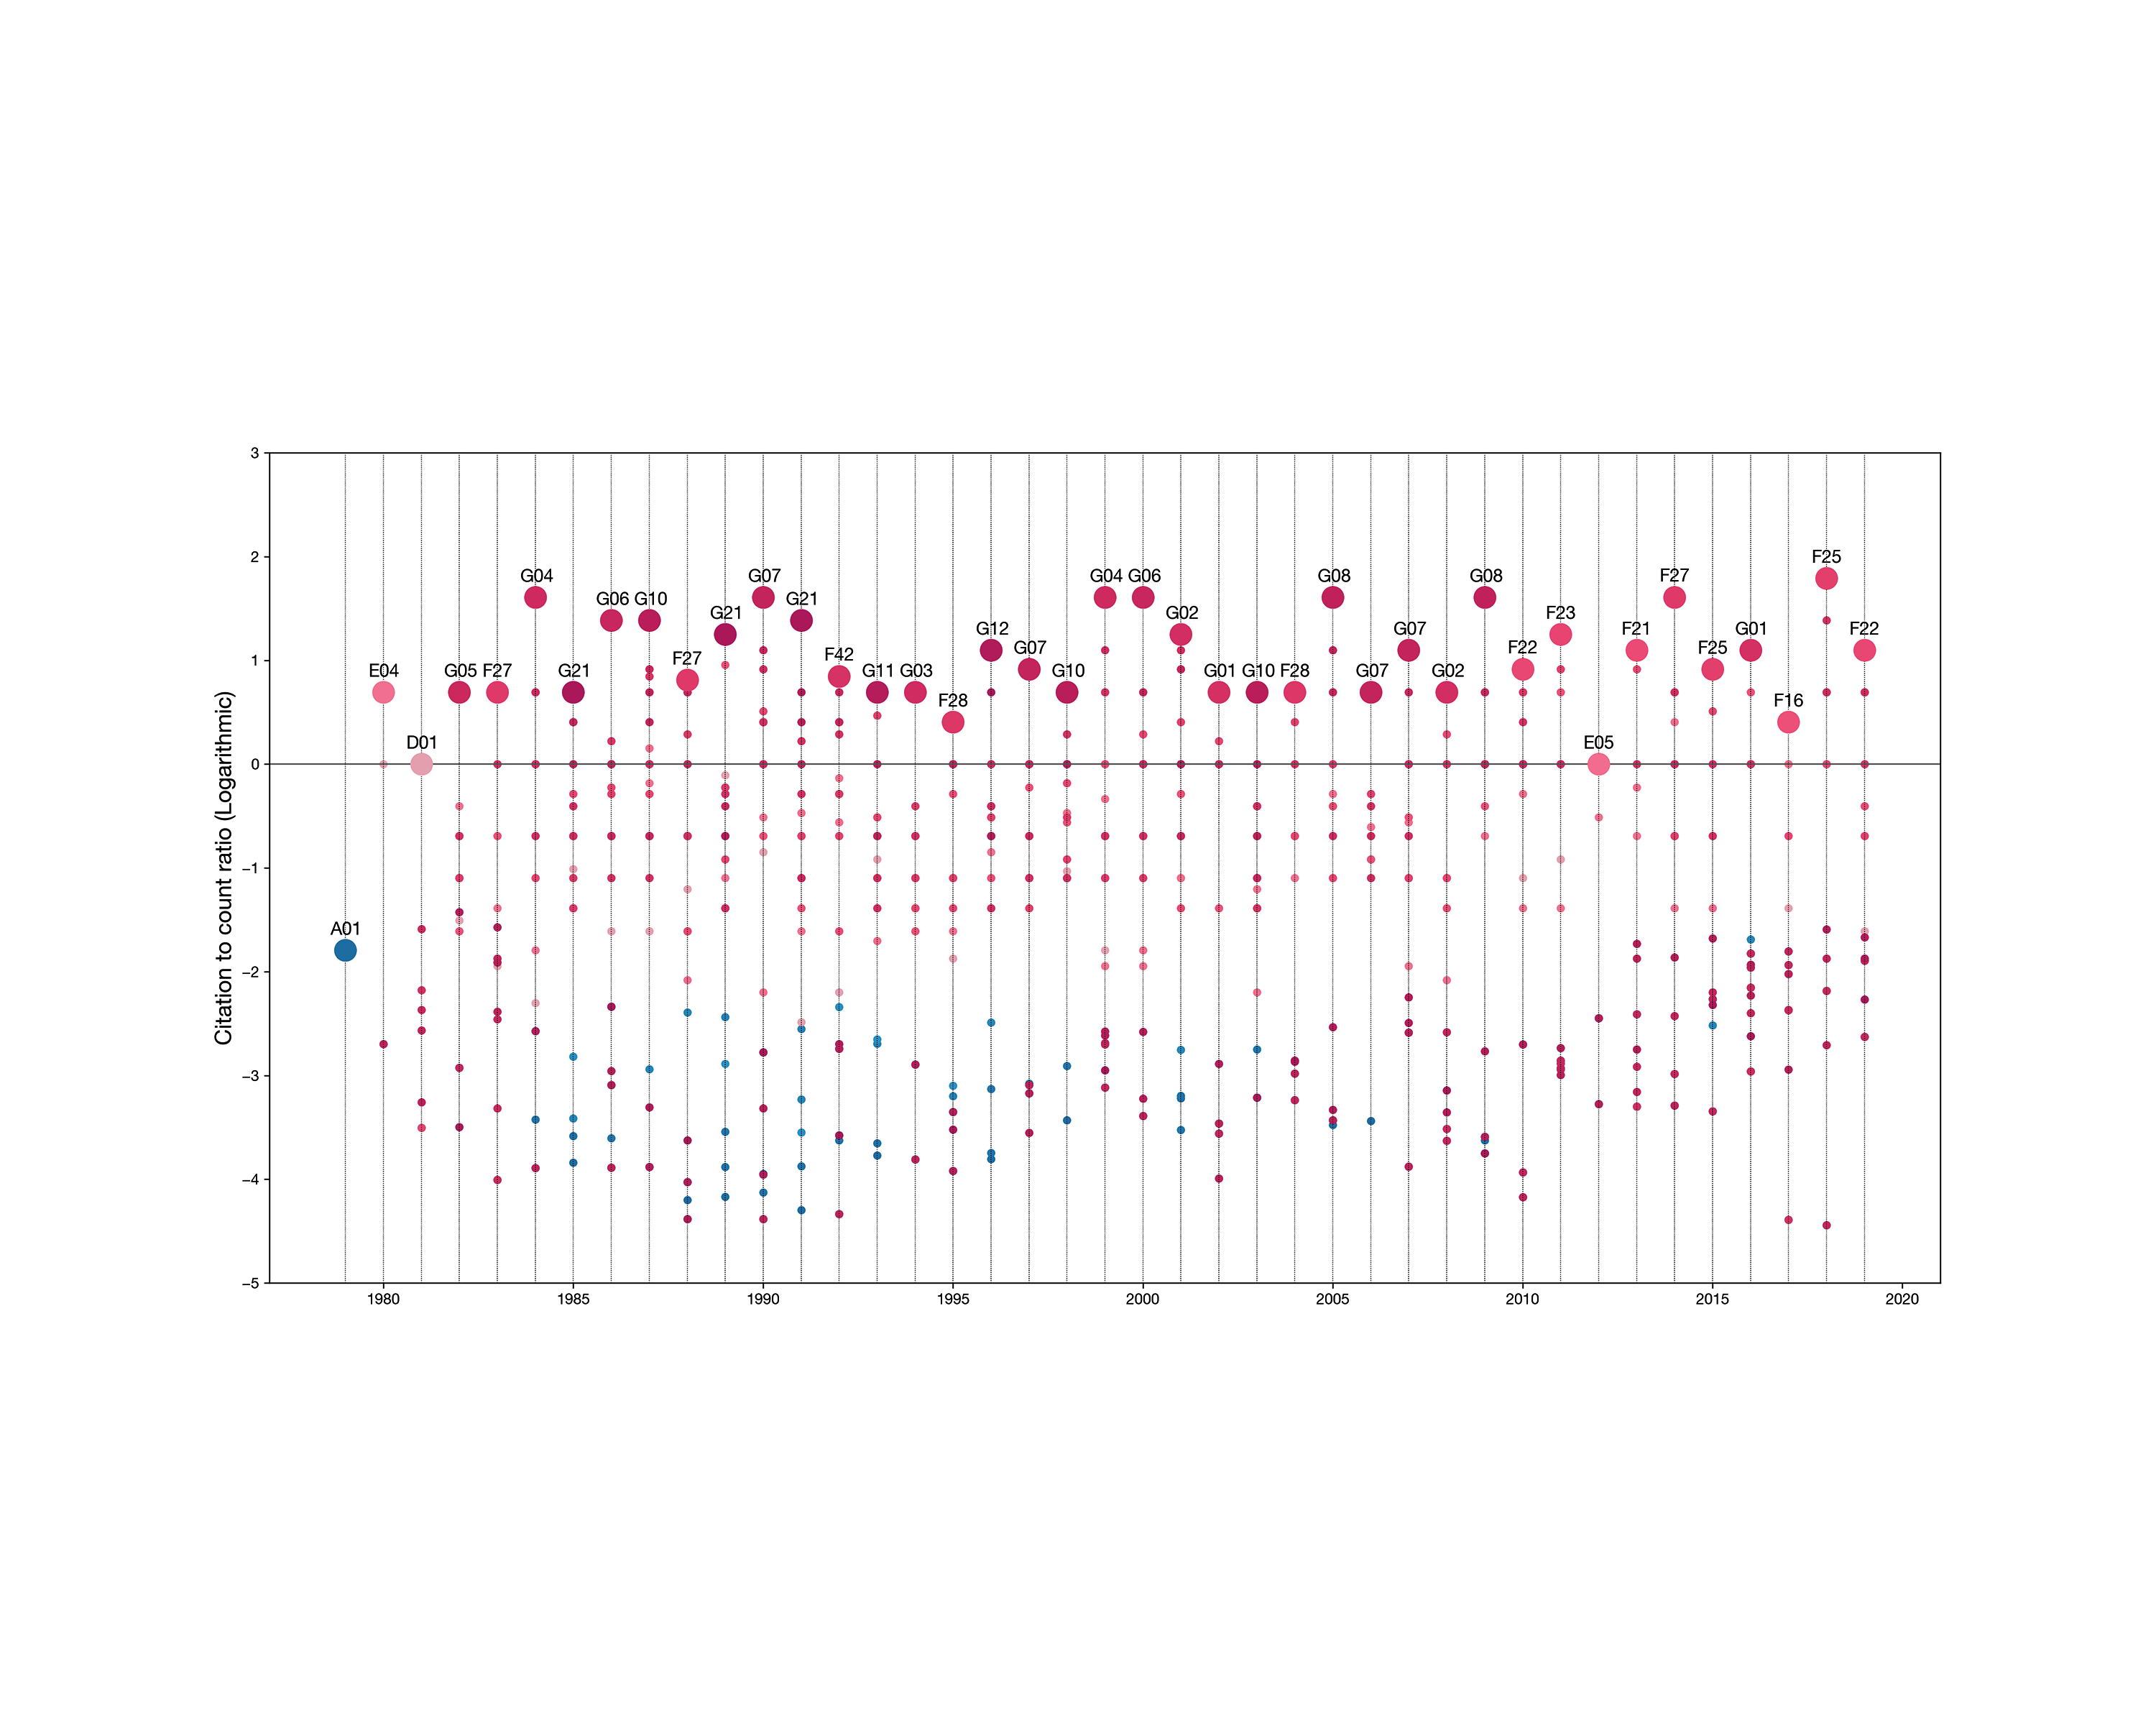 3
2
1
0
−1
−2
−3
−4
−5
Citation to count ratio (Logarithmic)
A01
E04
D01
G05
F27
G04
G21
G06
G10
F27
G21
G07
G21
F42
G11
G03
F28
G12
G07
G10
G04
G06
G02
G01
G10
F28
G08
G07
G07
G02
G08
F22
F23
E05
F21
F27
F25
G01
F16
F25
F22
1980
1985
1990
1995
2000
2005
2010
2015
2020